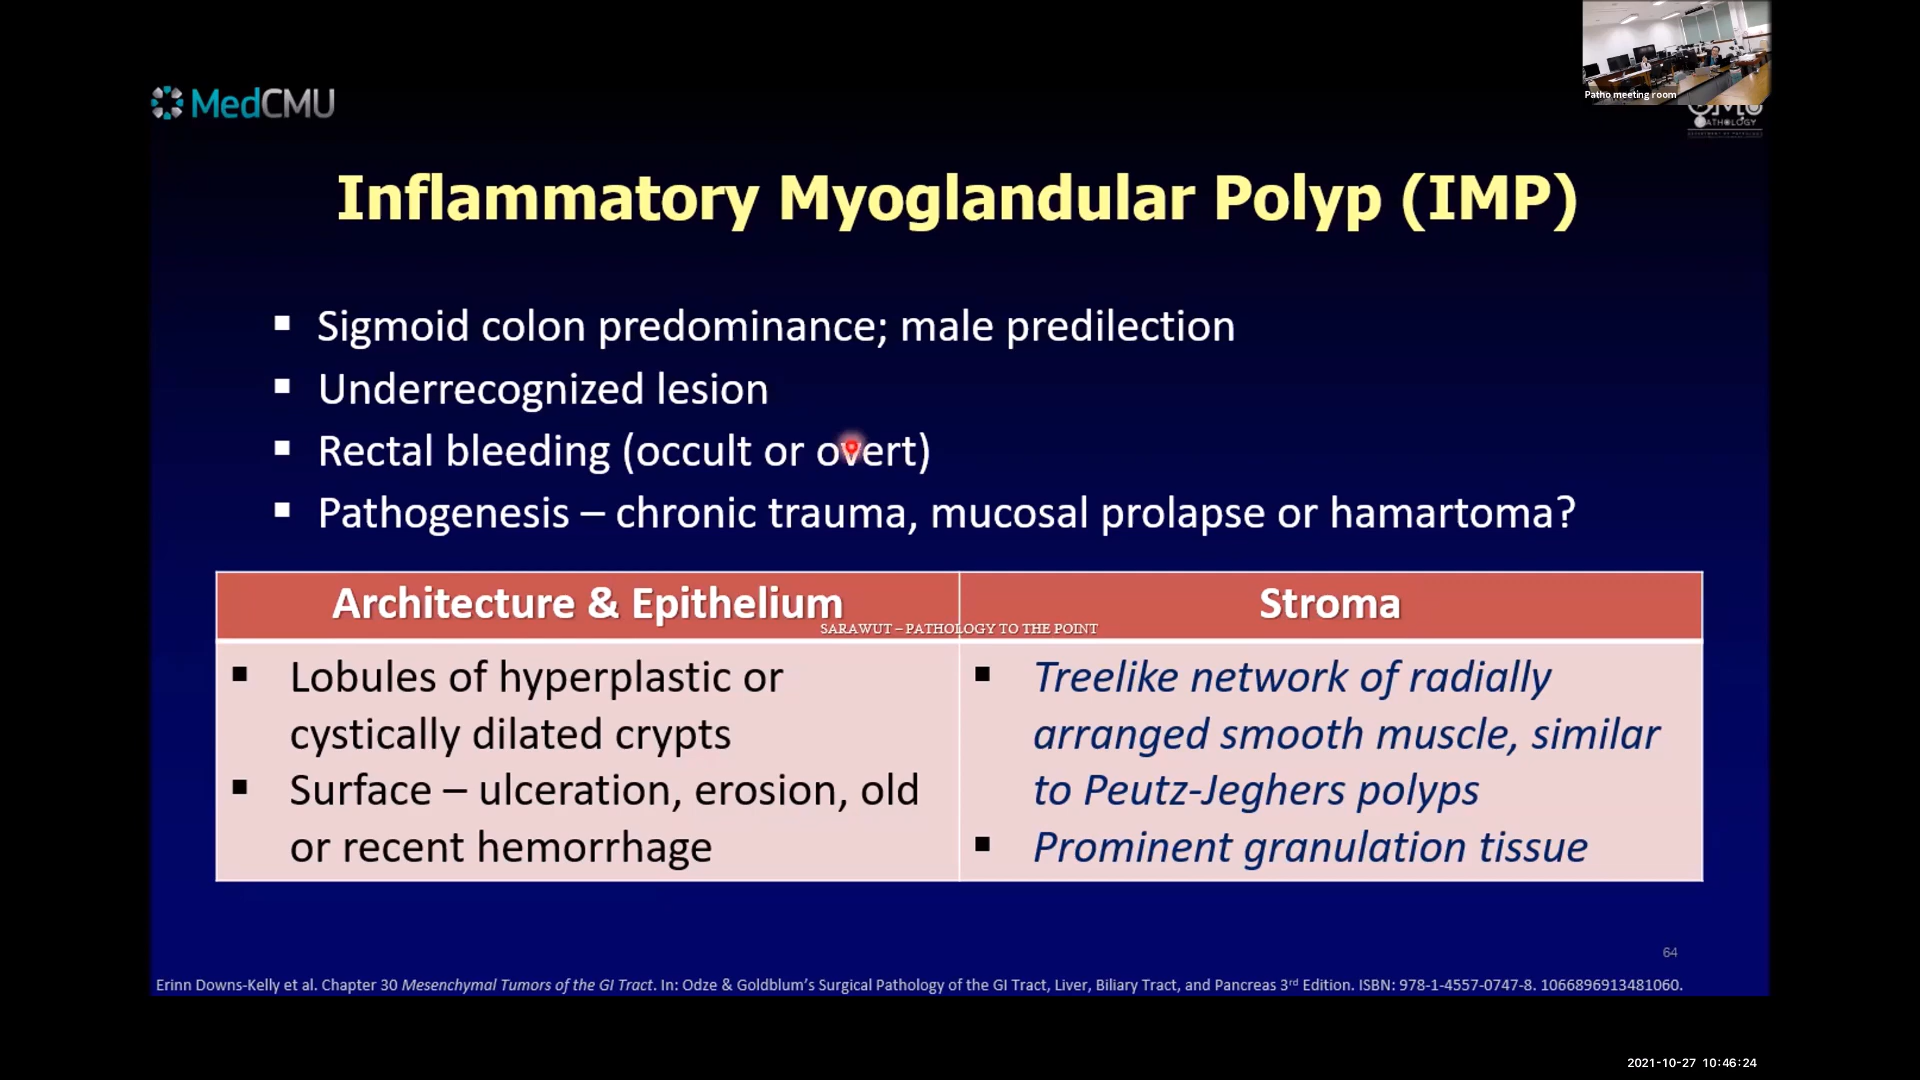 Patho meeting room
MedCMU
PATHOLOGY
Inflammatory Myoglandular Polyp (IMP)
▪ Sigmoid colon predominance; male predilection
▪ Underrecognized lesion
▪ Rectal bleeding (occult or overt)
▪ Pathogenesis – chronic trauma, mucosal prolapse or hamartoma?
Architecture & Epithelium
Stroma
SARAWUT – PATHOLOGY TO THE POINT
▪ Lobules of hyperplastic or
cystically dilated crypts
▪ Surface – ulceration, erosion, old
or recent hemorrhage
▪ Treelike network of radially
arranged smooth muscle, similar
to Peutz-Jeghers polyps
▪ Prominent granulation tissue
64
Erinn Downs-Kelly et al. Chapter 30 Mesenchymal Tumors of the GI Tract. In: Odze & Goldblum's Surgical Pathology of the GI Tract, Liver, Biliary Tract, and Pancreas 3rd Edition. ISBN: 978-1-4557-0747-8. 1066896913481060.
2021-10-27 10:46:24